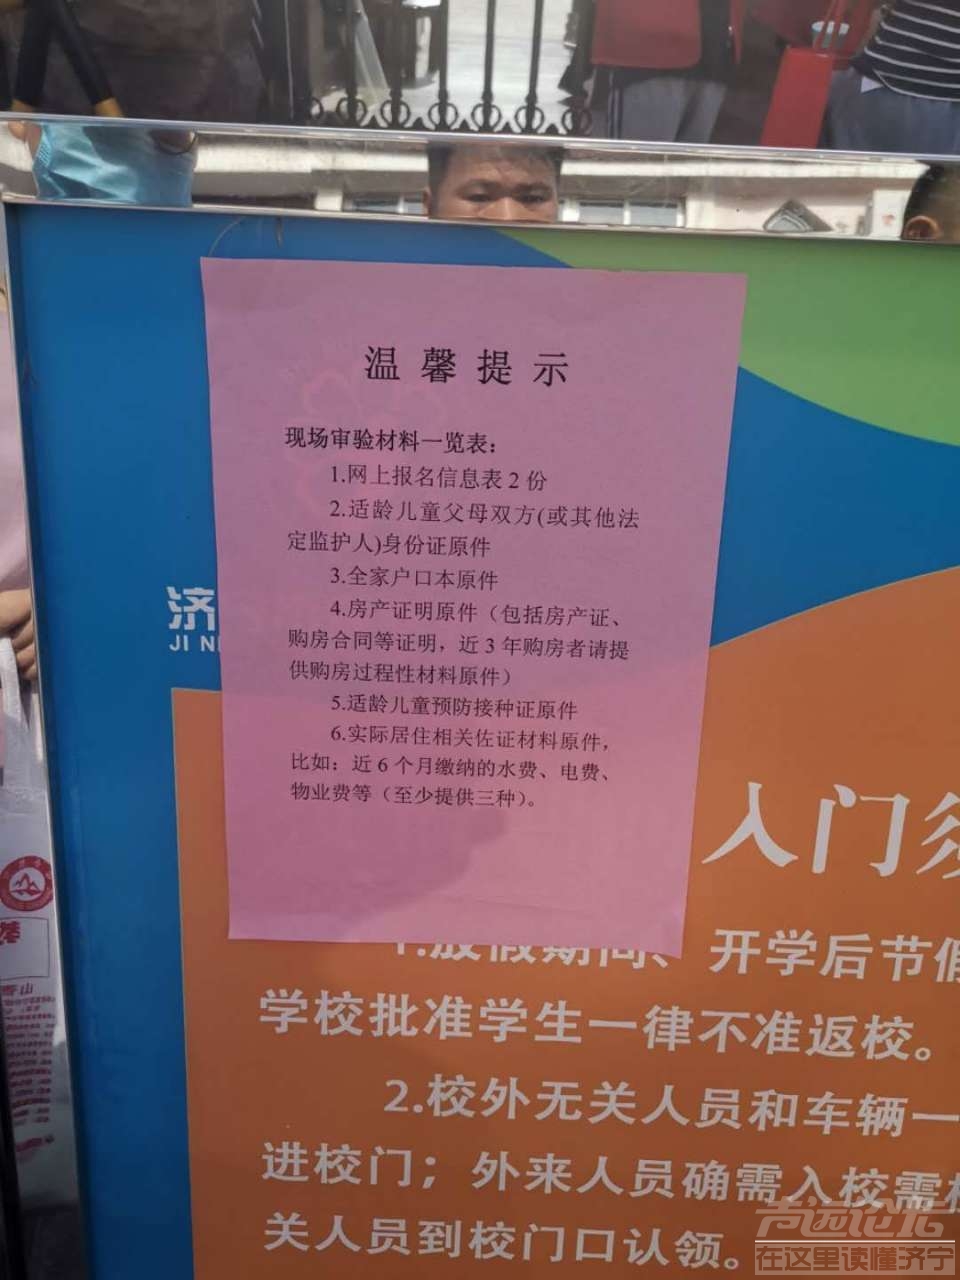 温馨提示
现场审验材料一览表：
1.网上报名信息表2份
2.适龄儿童父母双方(或其他法
定监护人)身份证原件
3.全家户口本原件
4.房产证明原件（包括房产证、
购房合同等证明，近3年购房者请提
供购房过程性材料原件）
5.适龄儿童预防接种证原件
6.实际居住相关佐证材料原件，
比如：近6个月缴纳的水费、电费、
物业费等（至少提供三种）。
济
JI NI
入门须
1.放假期间、开学后节假
学校批准学生一律不准返校。
2.校外无关人员和车辆一
进校门；外来人员确需入校需
关人员到校门口认领。
在这里读懂济宁